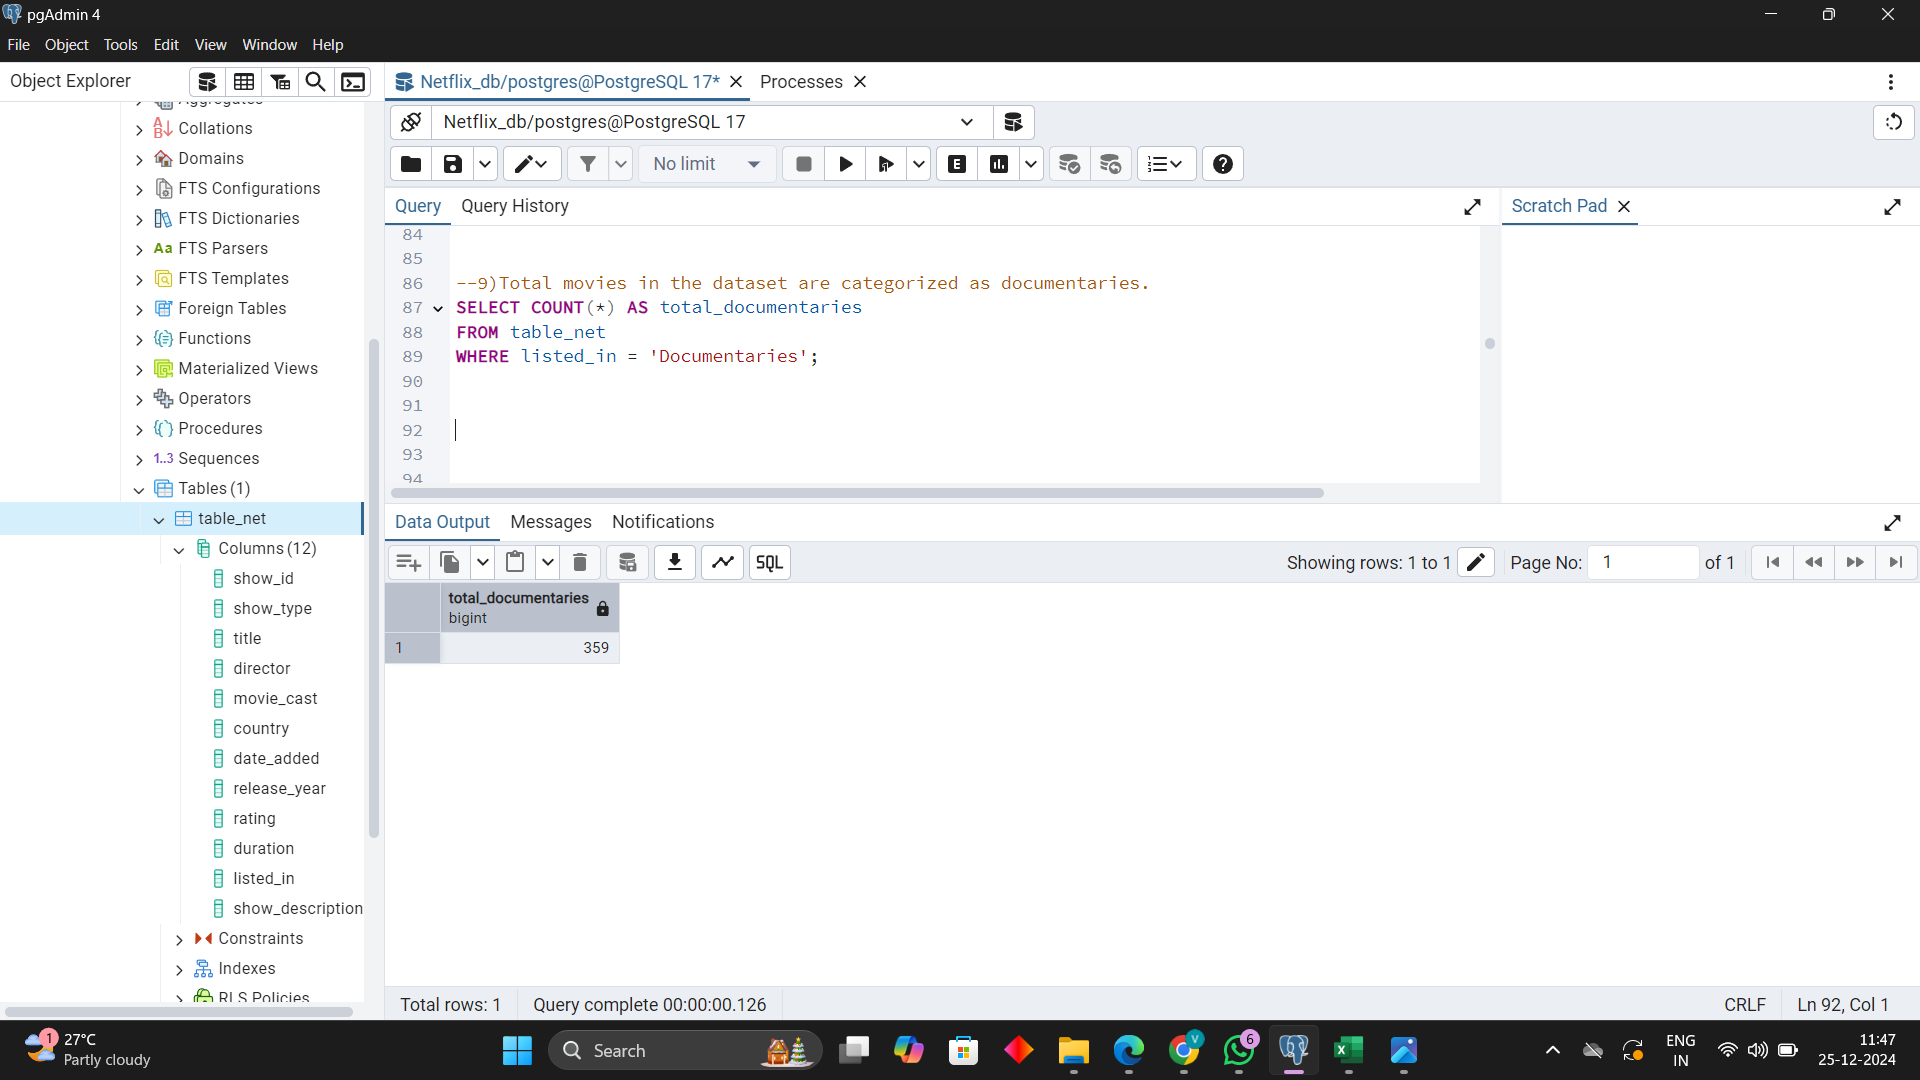 pgAdmin 4
File Object Tools Edit View Window Help
Object Explorer
Netflix_db/postgres@PostgreSQL 17* Processes
Aggregates
Collations
Domains
FTS Configurations
FTS Dictionaries
Aa FTS Parsers
FTS Templates
Foreign Tables
Functions
Materialized Views
Operators
Procedures
1..3 Sequences
Tables (1)
table_net
Columns (12)
show_id
show_type
title
director
movie_cast
country
date_added
release_year
rating
duration
listed_in
show_description
Constraints
Indexes
RLS Policies
Netflix_db/postgres@PostgreSQL 17
No limit
E
Query Query History
Scratch Pad
84
85
86 --9)Total movies in the dataset are categorized as documentaries.
87 SELECT COUNT(*) AS total_documentaries
88 FROM table_net
89 WHERE listed_in = 'Documentaries';
90
91
92
93
94
Data Output Messages Notifications
SQL
Showing rows: 1 to 1 Page No: 1 of 1
total_documentaries
bigint
1 359
Total rows: 1 Query complete 00:00:00.126 CRLF Ln 92, Col 1
1 27°C
Partly cloudy
Search
V
6
ENG
IN
11:47
25-12-2024